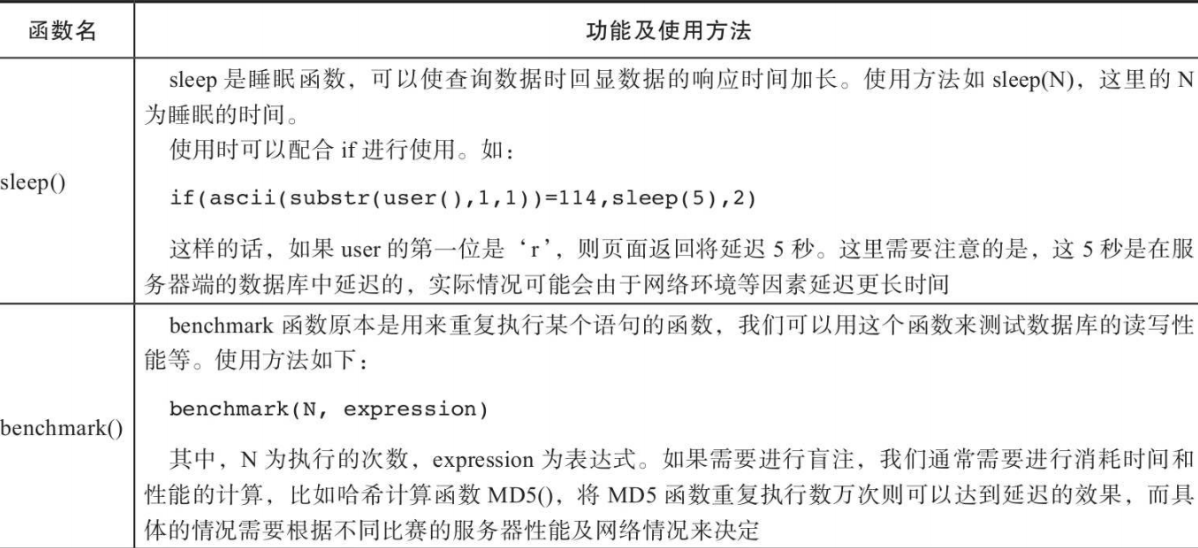 函数名 功能及使用方法
sleep 是睡眠函数，可以使查询数据时回显数据的响应时间加长。使用方法如 sleep(N)，这里的 N
为睡眠的时间。
使用时可以配合 if 进行使用。如：
sleep()
if(ascii(substr(user(),1,1))=114,sleep(5),2)
这样的话，如果 user 的第一位是‘r’，则页面返回将延迟 5 秒。这里需要注意的是，这 5 秒是在服
务器端的数据库中延迟的，实际情况可能会由于网络环境等因素延迟更长时间
benchmark 函数原本是用来重复执行某个语句的函数，我们可以用这个函数来测试数据库的读写性
能等。使用方法如下：
benchmark(N, expression)
benchmark()
其中，N 为执行的次数，expression 为表达式。如果需要进行盲注，我们通常需要进行消耗时间和
性能的计算，比如哈希计算函数 MD5()，将 MD5 函数重复执行数万次则可以达到延迟的效果，而具
体的情况需要根据不同比赛的服务器性能及网络情况来决定